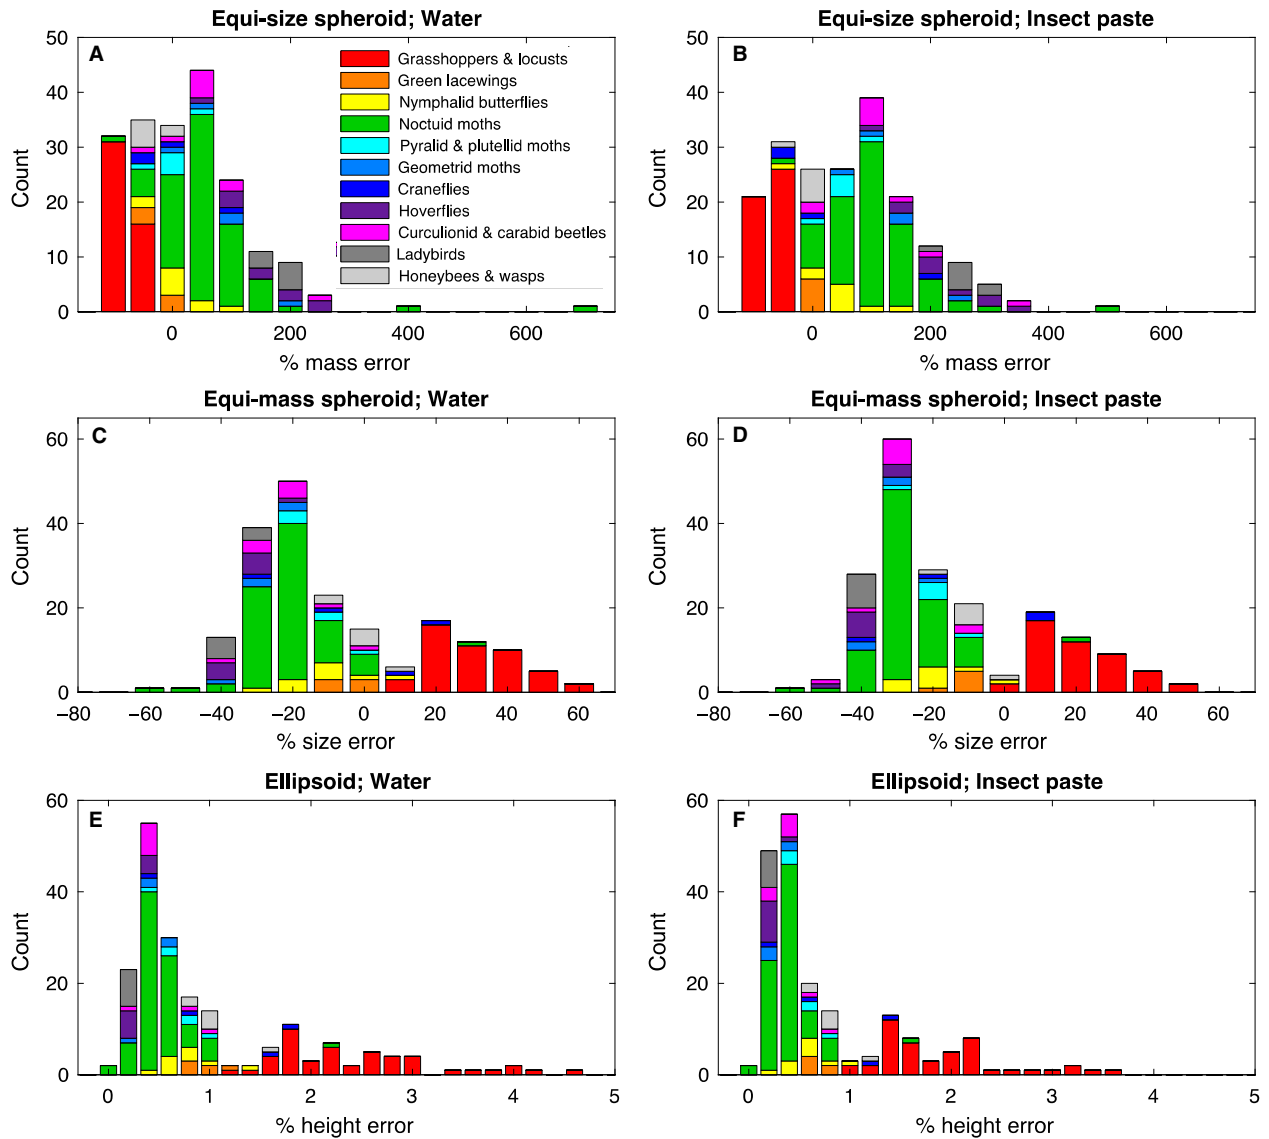 Equi-size spheroid; Water
A
50
40
30
20
10
0
Count
0
200
400
600
% mass error
Grasshoppers & locusts
Green lacewings
Nymphalid butterflies
Noctuid moths
Pyralid & plutellid moths
Geometrid moths
Craneflies
Hoverflies
Curculionid & carabid beetles
Ladybirds
Honeybees & wasps
Equi-size spheroid; Insect paste
B
50
40
30
20
10
0
Count
0
200
400
600
% mass error
Equi-mass spheroid; Water
C
60
40
20
0
Count
−80
−60
−40
−20
0
20
40
60
% size error
Equi-mass spheroid; Insect paste
D
60
40
20
0
Count
−80
−60
−40
−20
0
20
40
60
% size error
Ellipsoid; Water
E
60
40
20
0
Count
0
1
2
3
4
5
% height error
Ellipsoid; Insect paste
F
60
40
20
0
Count
0
1
2
3
4
5
% height error